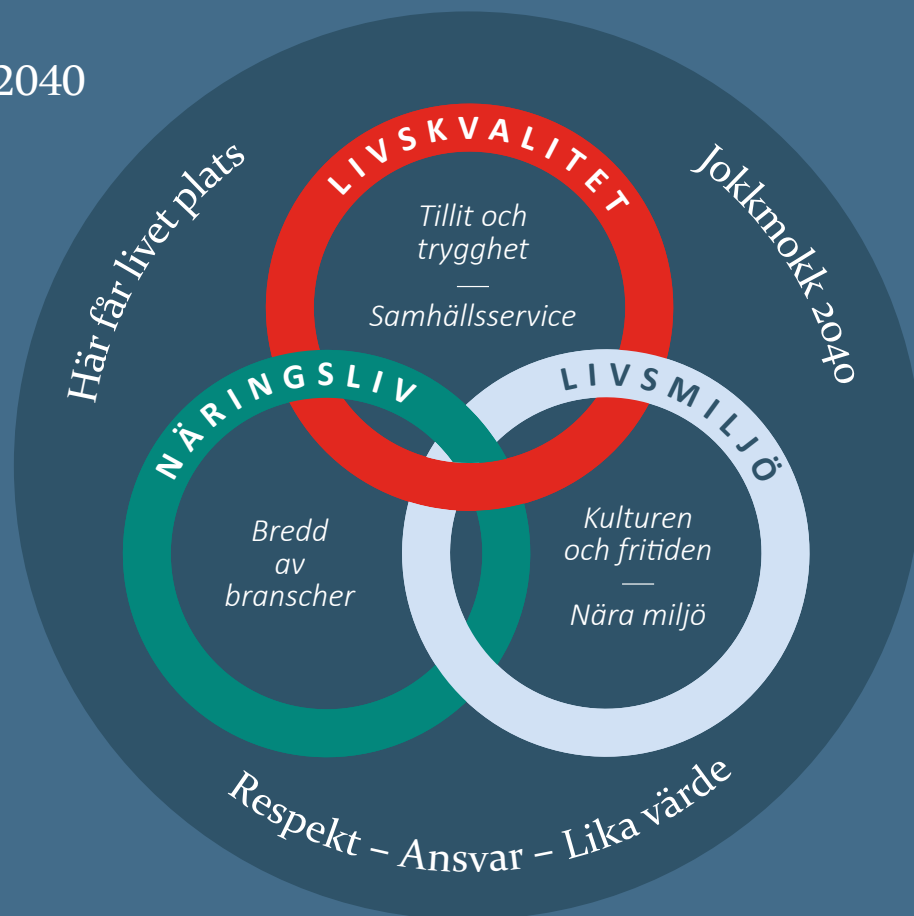 2040
Här får livet plats
Jokkmokk 2040
LIVSKVALITET
Tillit och
trygghet
Samhällsservice
NÄRINGSLIV
Bredd
av
branscher
LIVSMILJÖ
Kulturen
och fritiden
Nära miljö
Respekt – Ansvar – Lika värde